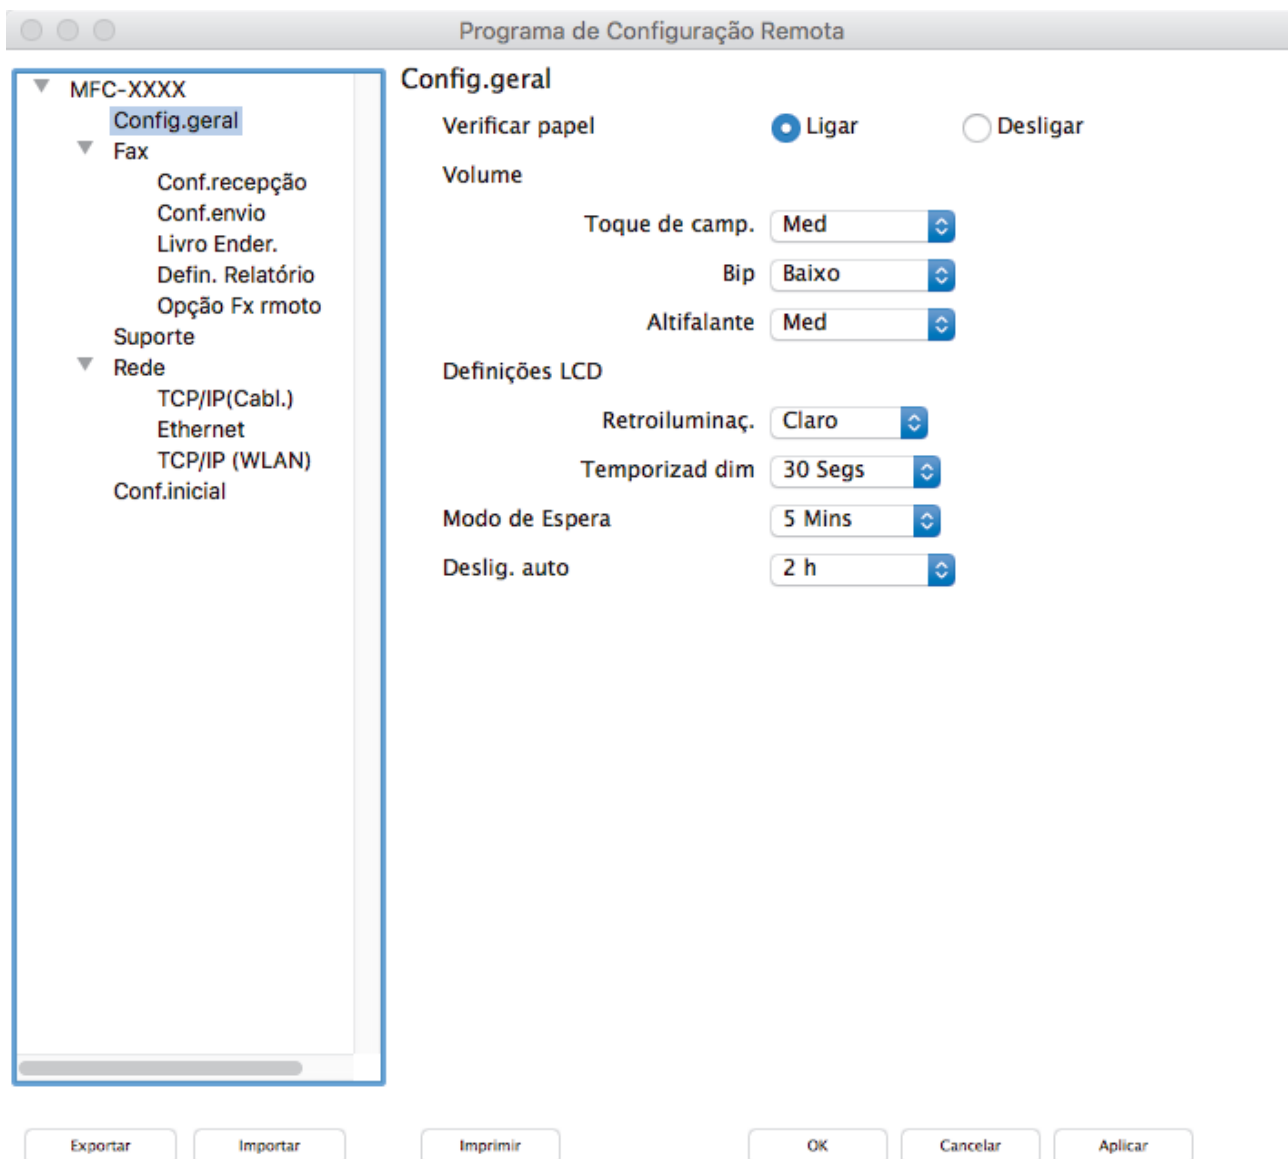 Programa de Configuração Remota
MFC-XXXX
Config.geral
Fax
Conf.recepção
Conf.envio
Livro Ender.
Defin. Relatório
Opção Fx rmoto
Suporte
Rede
TCP/IP(Cabl.)
Ethernet
TCP/IP (WLAN)
Conf.inicial
Config.geral
Verificar papel Ligar Desligar
Volume
Toque de camp. Med
Bip Baixo
Altifalante Med
Definições LCD
Retroiluminaç. Claro
Temporizad dim 30 Segs
Modo de Espera 5 Mins
Deslig. auto 2 h
Exportar Importar Imprimir OK Cancelar Aplicar